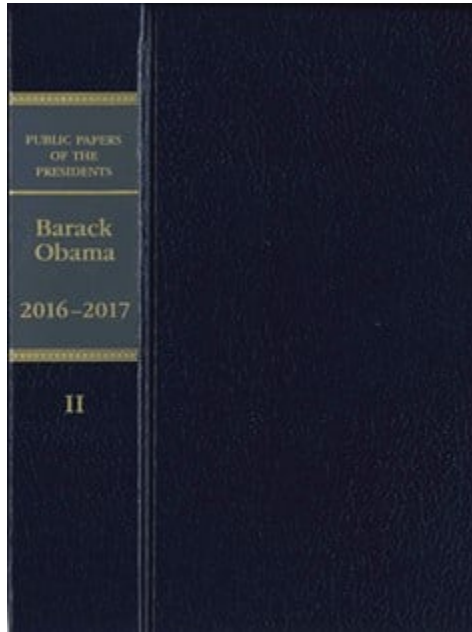 PUBLIC PAPERS
OF THE
PRESIDENTS
Barack
Obama
2016–2017
II